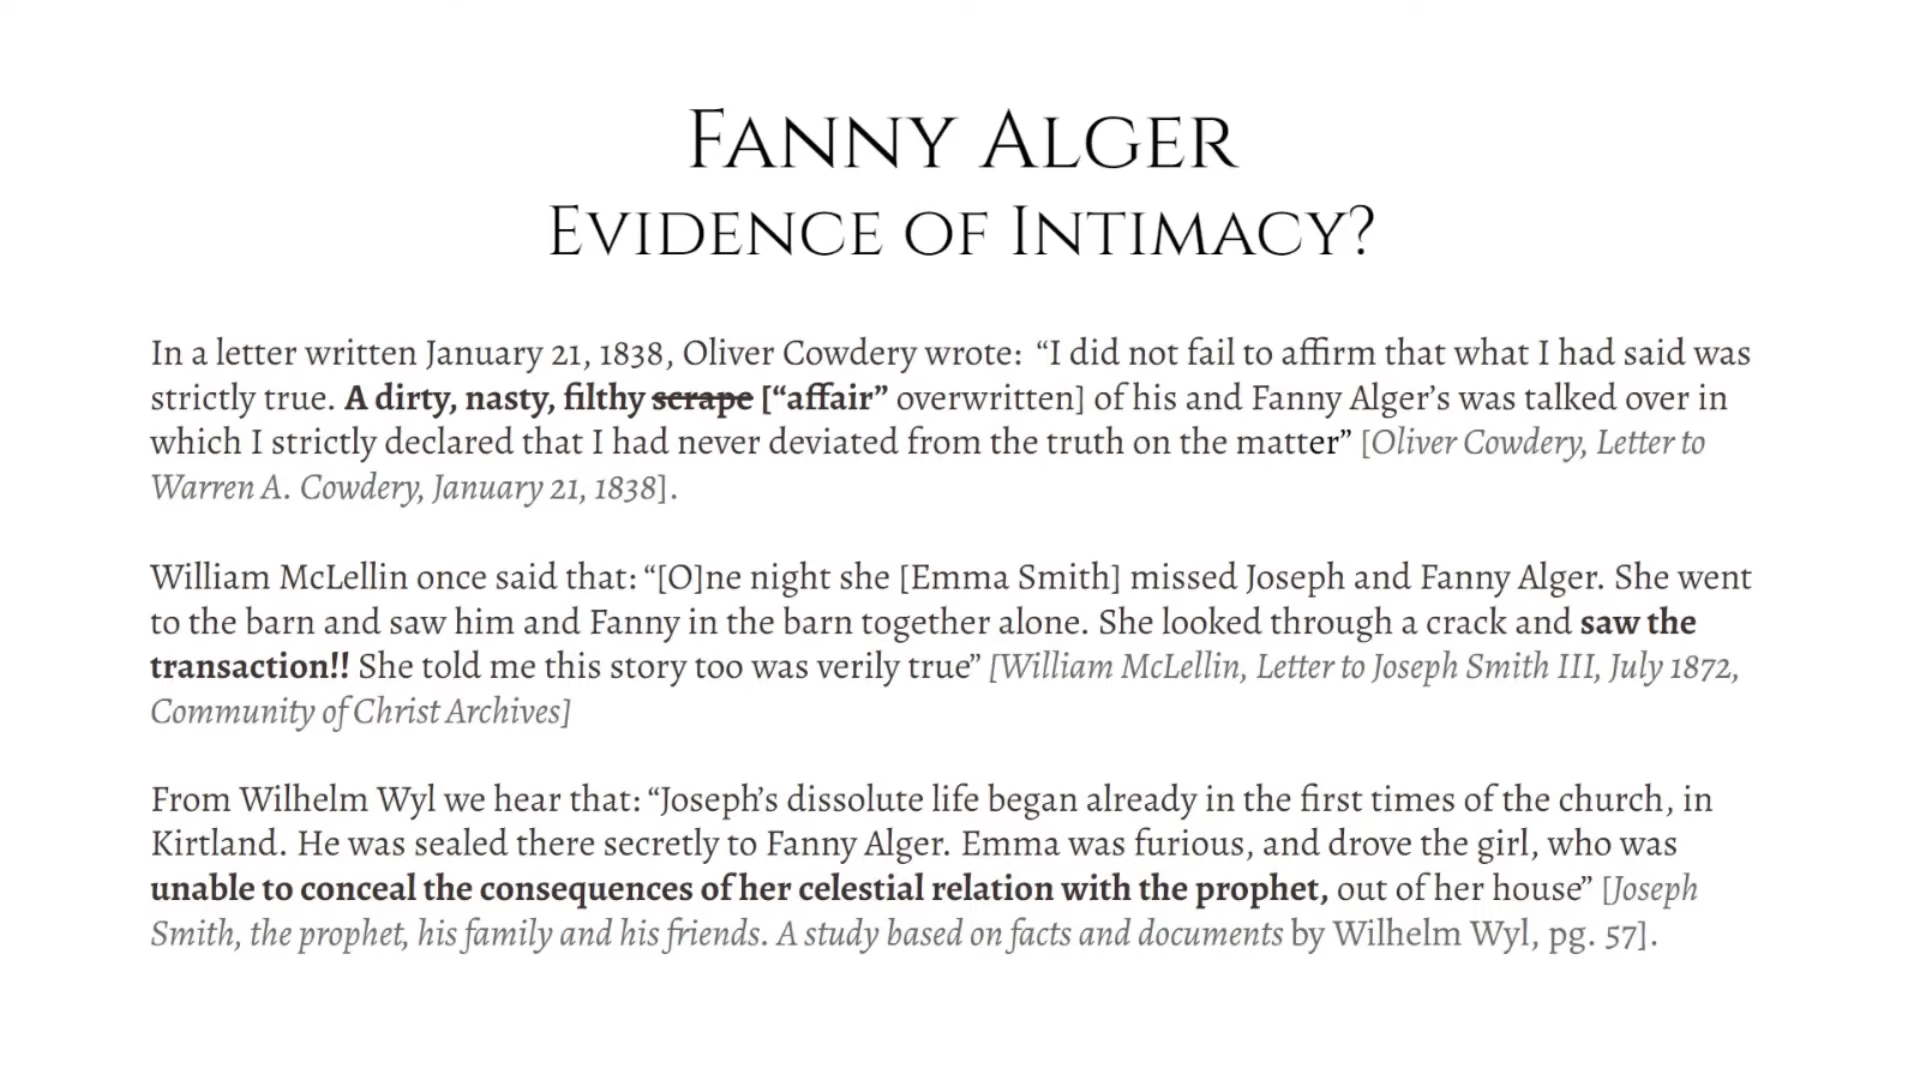 FANNY ALGER
EVIDENCE OF INTIMACY?
In a letter written January 21, 1838, Oliver Cowdery wrote: “I did not fail to affirm that what I had said was
strictly true. A dirty, nasty, filthy scrape [“affair” overwritten] of his and Fanny Alger’s was talked over in
which I strictly declared that I had never deviated from the truth on the matter” [Oliver Cowdery, Letter to
Warren A. Cowdery, January 21, 1838].
William McLellin once said that: “[O]ne night she [Emma Smith] missed Joseph and Fanny Alger. She went
to the barn and saw him and Fanny in the barn together alone. She looked through a crack and saw the
transaction!! She told me this story too was verily true” [William McLellin, Letter to Joseph Smith III, July 1872,
Community of Christ Archives]
From Wilhelm Wyl we hear that: “Joseph’s dissolute life began already in the first times of the church, in
Kirtland. He was sealed there secretly to Fanny Alger. Emma was furious, and drove the girl, who was
unable to conceal the consequences of her celestial relation with the prophet, out of her house” [Joseph
Smith, the prophet, his family and his friends. A study based on facts and documents by Wilhelm Wyl, pg. 57].